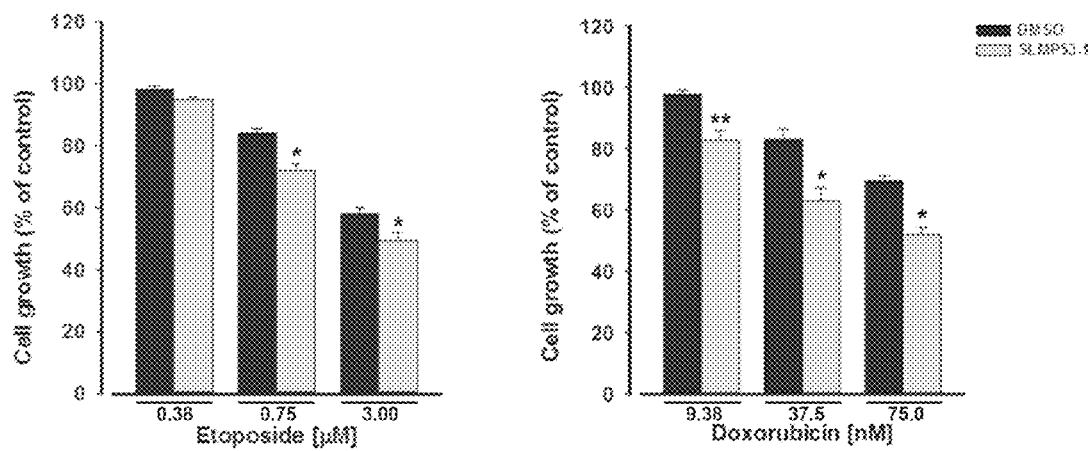 DMSO
SLMP53-1
Cell growth (% of control)
120
100
80
60
40
20
0
*
*
0.38 0.75 3.00
Etoposide [µM]
Cell growth (% of control)
120
100
80
60
40
20
0
**
*
*
9.38 37.5 75.0
Doxorubicin [nM]